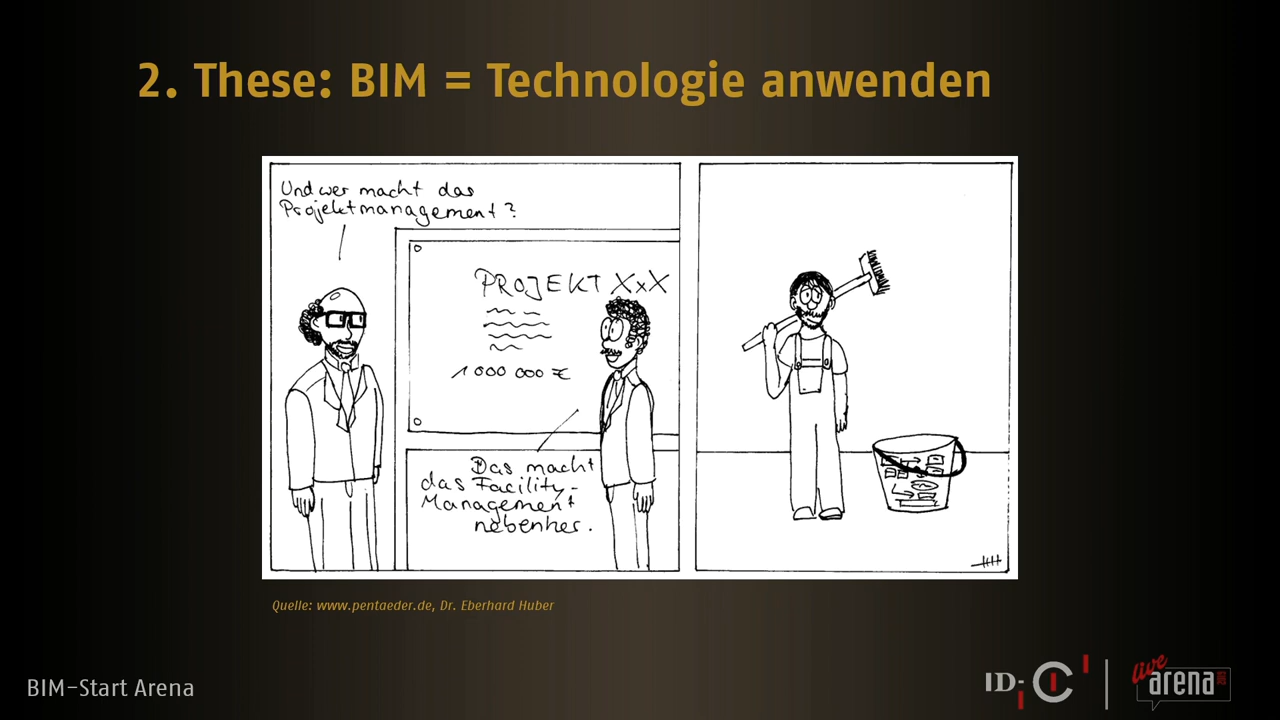 2. These: BIM = Technologie anwenden
Und wer macht das
Projektmanagement?
PROJEKT XxX
1 000 000 €
Das macht
das Facility-
Management
nebenher.
Quelle: www.pentaeder.de, Dr. Eberhard Huber
BIM-Start Arena
ID-C
live
arena